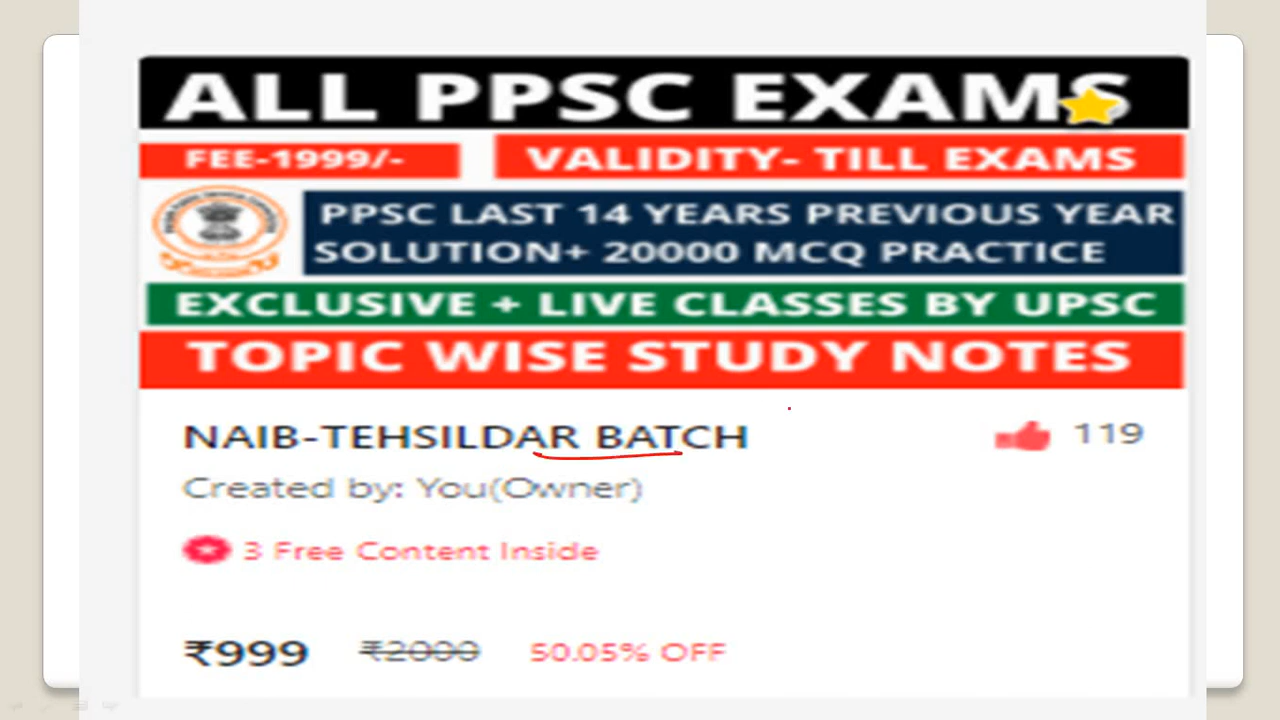 ALL PPSC EXAMS
FEE-1999/-
VALIDITY- TILL EXAMS
PPSC LAST 14 YEARS PREVIOUS YEAR
SOLUTION+ 20000 MCQ PRACTICE
EXCLUSIVE + LIVE CLASSES BY UPSC
TOPIC WISE STUDY NOTES
NAIB-TEHSILDAR BATCH
119
Created by: You(Owner)
3 Free Content Inside
₹999 ₹2000 50.05% OFF